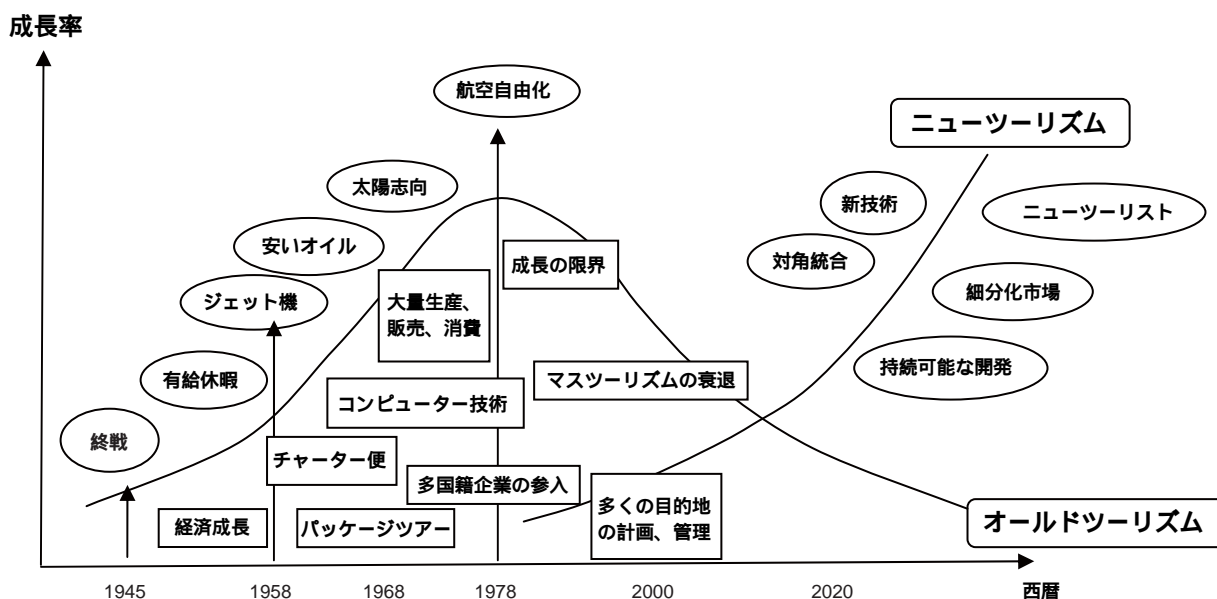 成長率
航空自由化
ニューツーリズム
太陽志向
新技術
ニューツーリスト
安いオイル
成長の限界
対角統合
ジェット機
大量生産、
販売、消費
細分化市場
有給休暇
マスツーリズムの衰退
持続可能な開発
コンピューター技術
終戦
チャーター便
多国籍企業の参入
多くの目的地
の計画、管理
経済成長
パッケージツアー
オールドツーリズム
1945
1958
1968
1978
2000
2020
西暦